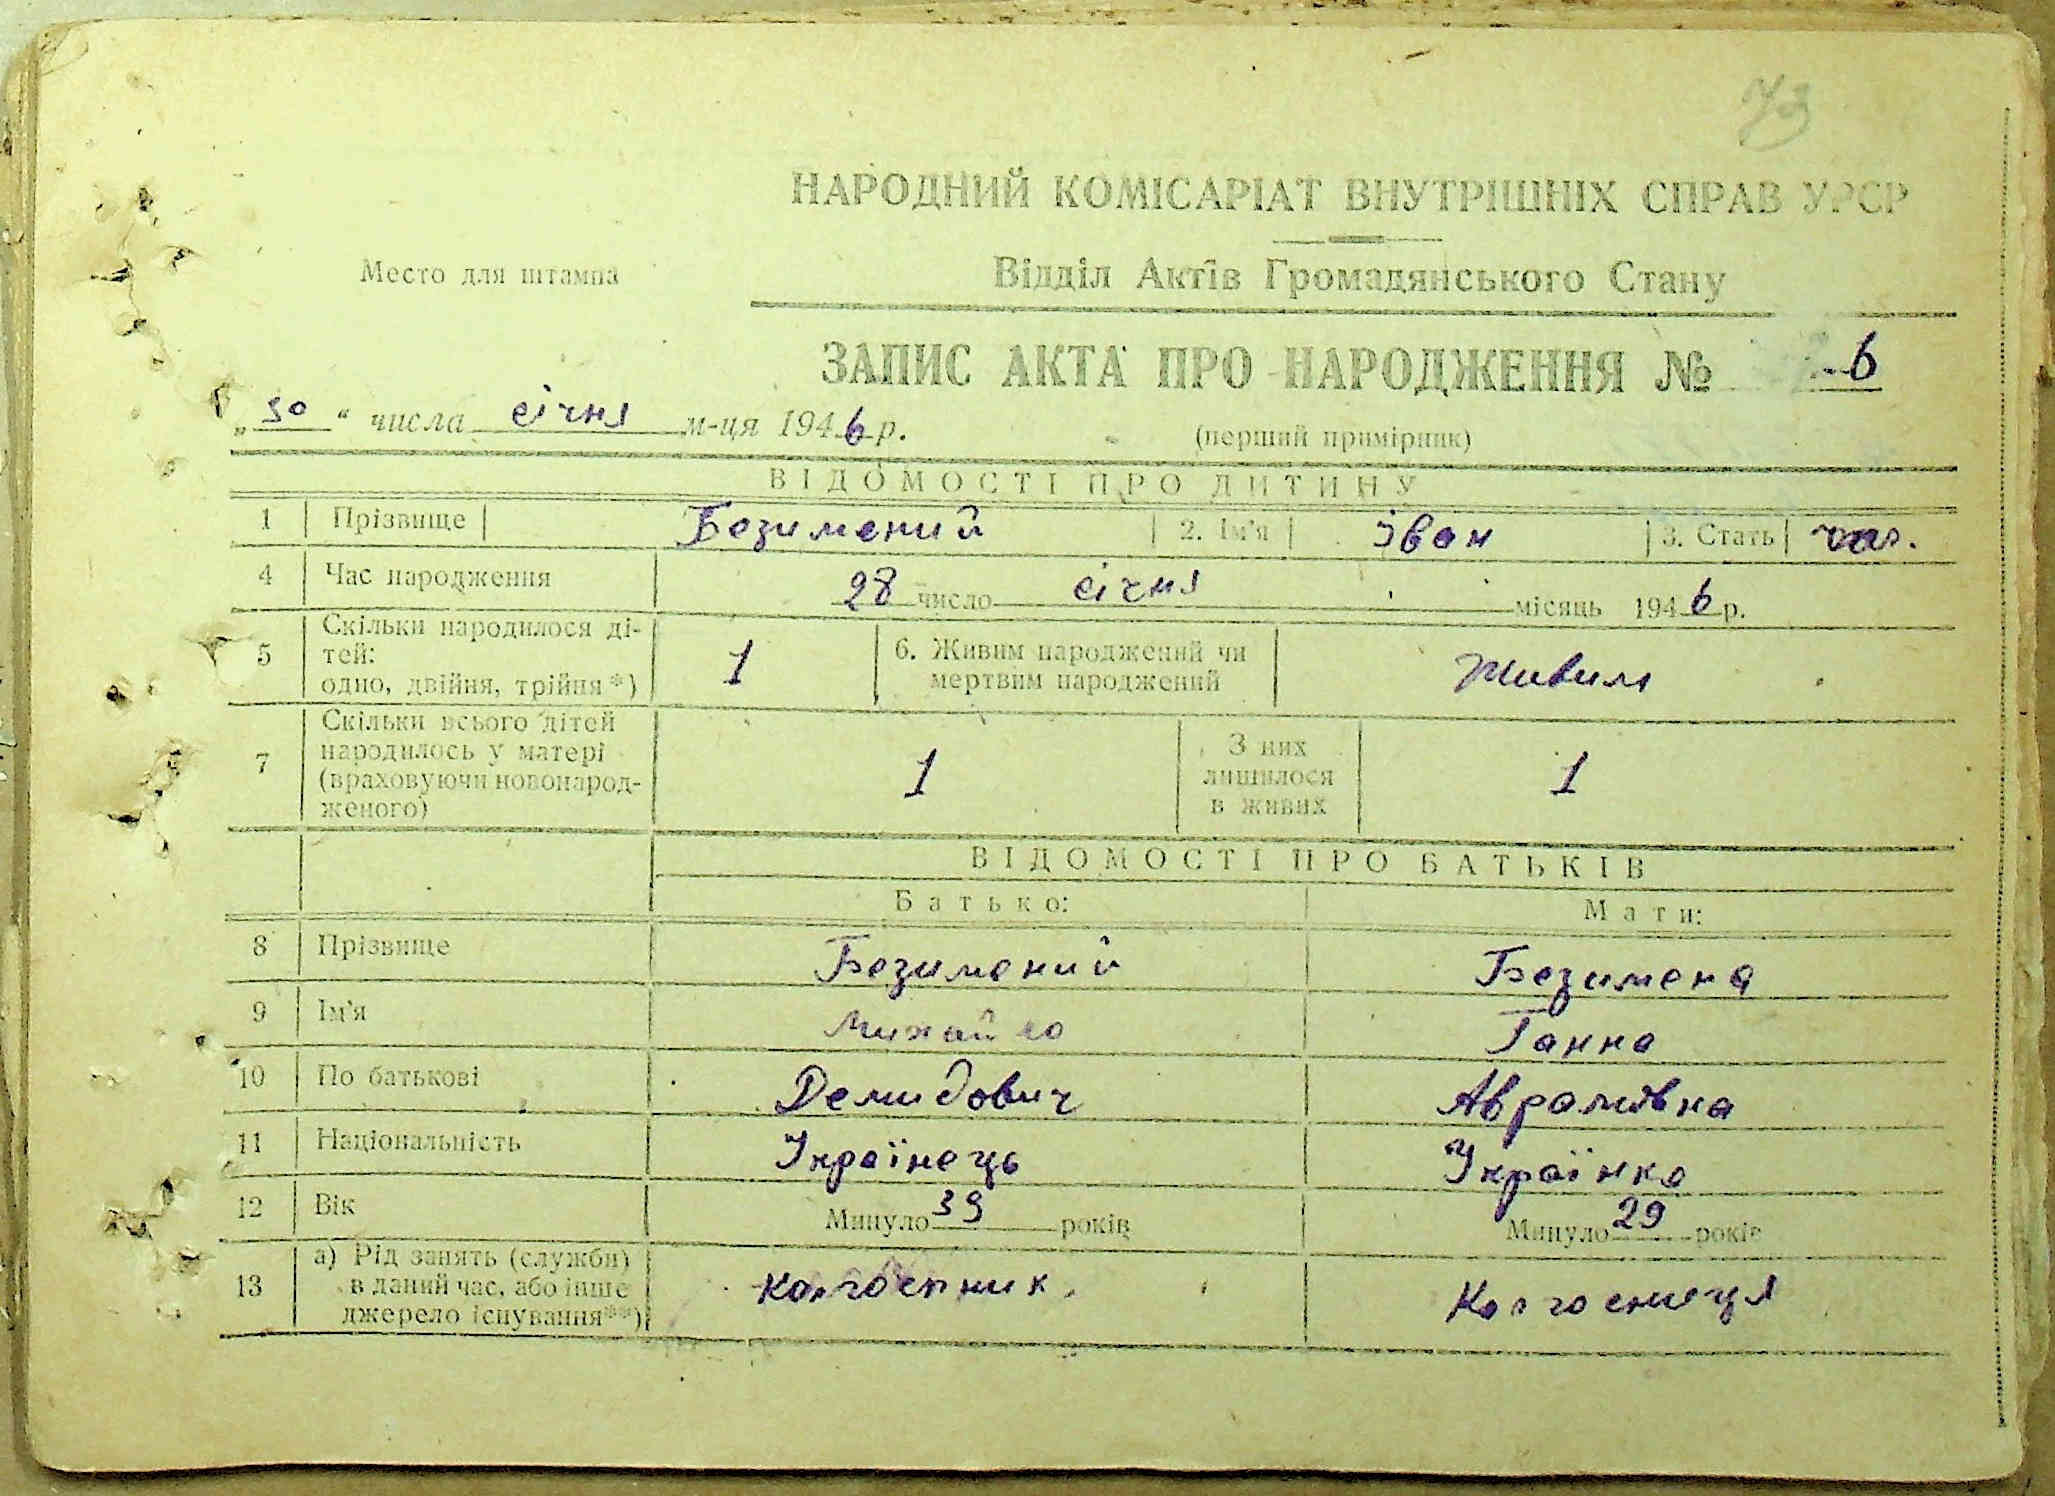 73
НАРОДНИЙ КОМІСАРІАТ ВНУТРІШНІХ СПРАВ УРСР
Место для штампа
Відділ Актів Громадянського Стану
ЗАПИС АКТА ПРО НАРОДЖЕННЯ № 6
„30“ числа січня м-ця 1946 р.
(перший примірник)
ВІДОМОСТІ ПРО ДИТИНУ
1 Прізвище Безимений 2. Ім'я Іван 3. Стать чол.
4 Час народження 28 число січня місяць 1946 р.
5 Скільки народилося ді-
тей:
одно, двійня, трійня*) 1 6. Живим народжений чи
мертвим народжений Живим
7 Скільки всього дітей
народилось у матері
(враховуючи новонарод-
женого) 1 З них
лишилося
в живих 1
ВІДОМОСТІ ПРО БАТЬКІВ
Батько: Мати:
8 Прізвище Безимений Безимена
9 Ім'я Михайло Ганна
10 По батькові Демидович Аврамівна
11 Національність Українець Українка
12 Вік Минуло 39 років Минуло 29 років
13 а) Рід занять (служби)
в даний час, або інше
джерело існування**) колгоспник. Колгосниця